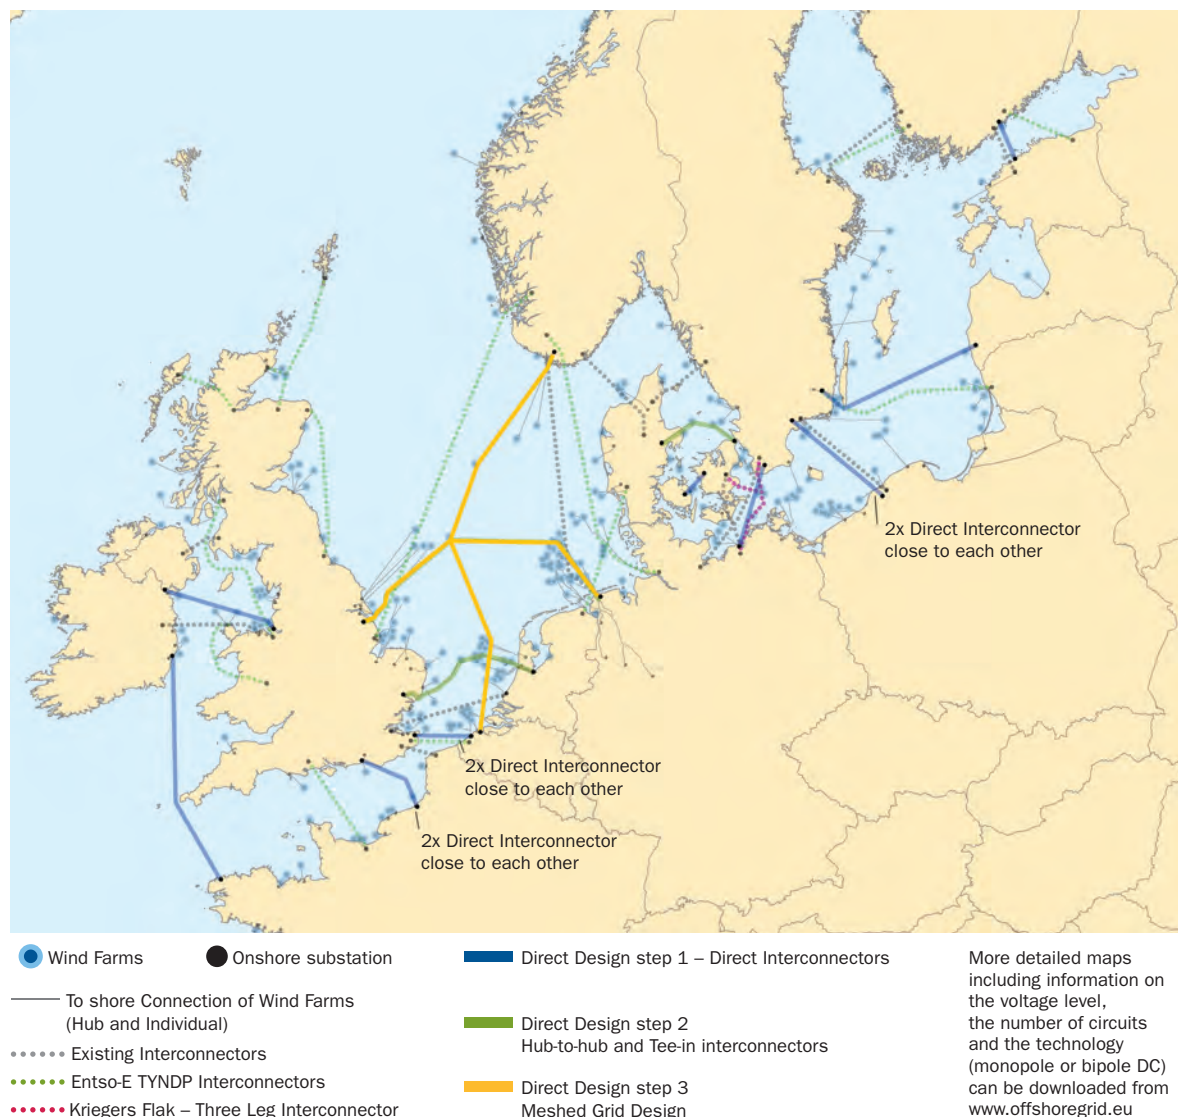 2x Direct Interconnector
close to each other
2x Direct Interconnector
close to each other
2x Direct Interconnector
close to each other
Wind Farms
Onshore substation
To shore Connection of Wind Farms
(Hub and Individual)
Existing Interconnectors
Entso-E TYNDP Interconnectors
Kriegers Flak – Three Leg Interconnector
Direct Design step 1 – Direct Interconnectors
Direct Design step 2
Hub-to-hub and Tee-in interconnectors
Direct Design step 3
Meshed Grid Design
More detailed maps
including information on
the voltage level,
the number of circuits
and the technology
(monopole or bipole DC)
can be downloaded from
www.offshoregrid.eu